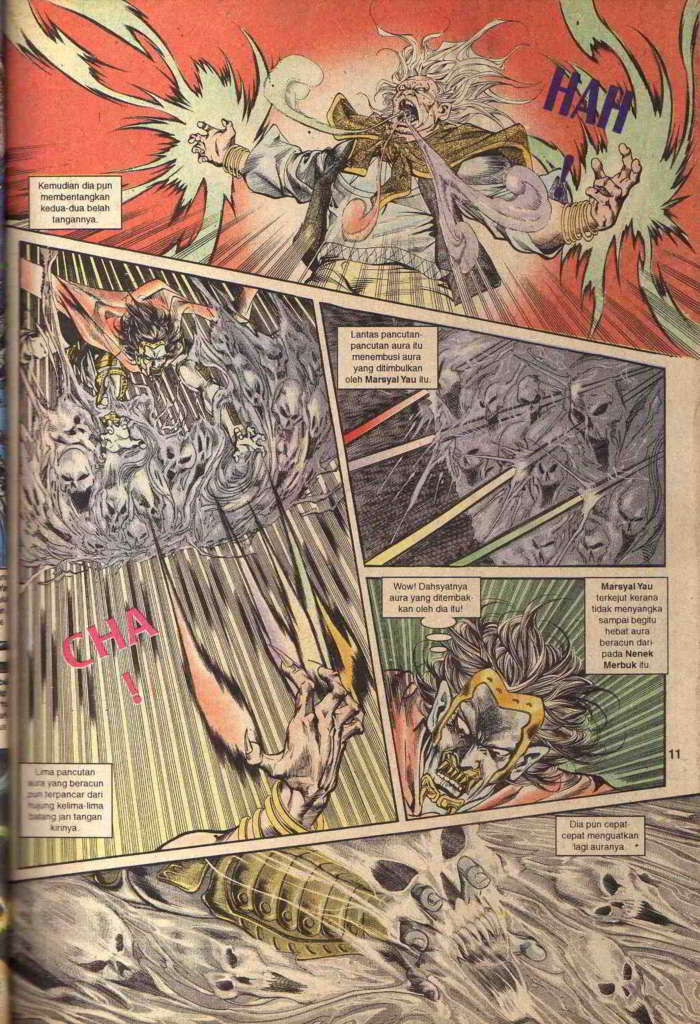 HAH
!
Kemudian dia pun
membentangkan
kedua-dua belah
tangannya.
Lantas pancutan-
pancutan aura itu
menembusi aura
yang ditimbulkan
oleh Marsyal Yau itu.
CHA
!
Lima pancutan
aura yang beracun
pun terpancar dari
hujung kelima-lima
batang jari tangan
kirinya.
Wow! Dahsyatnya
aura yang ditembak-
kan oleh dia itu!
Marsyal Yau
terkejut kerana
tidak menyangka
sampai begitu
hebat aura
beracun dari-
pada Nenek
Merbuk itu.
11
Dia pun cepat-
cepat menguatkan
lagi auranya.